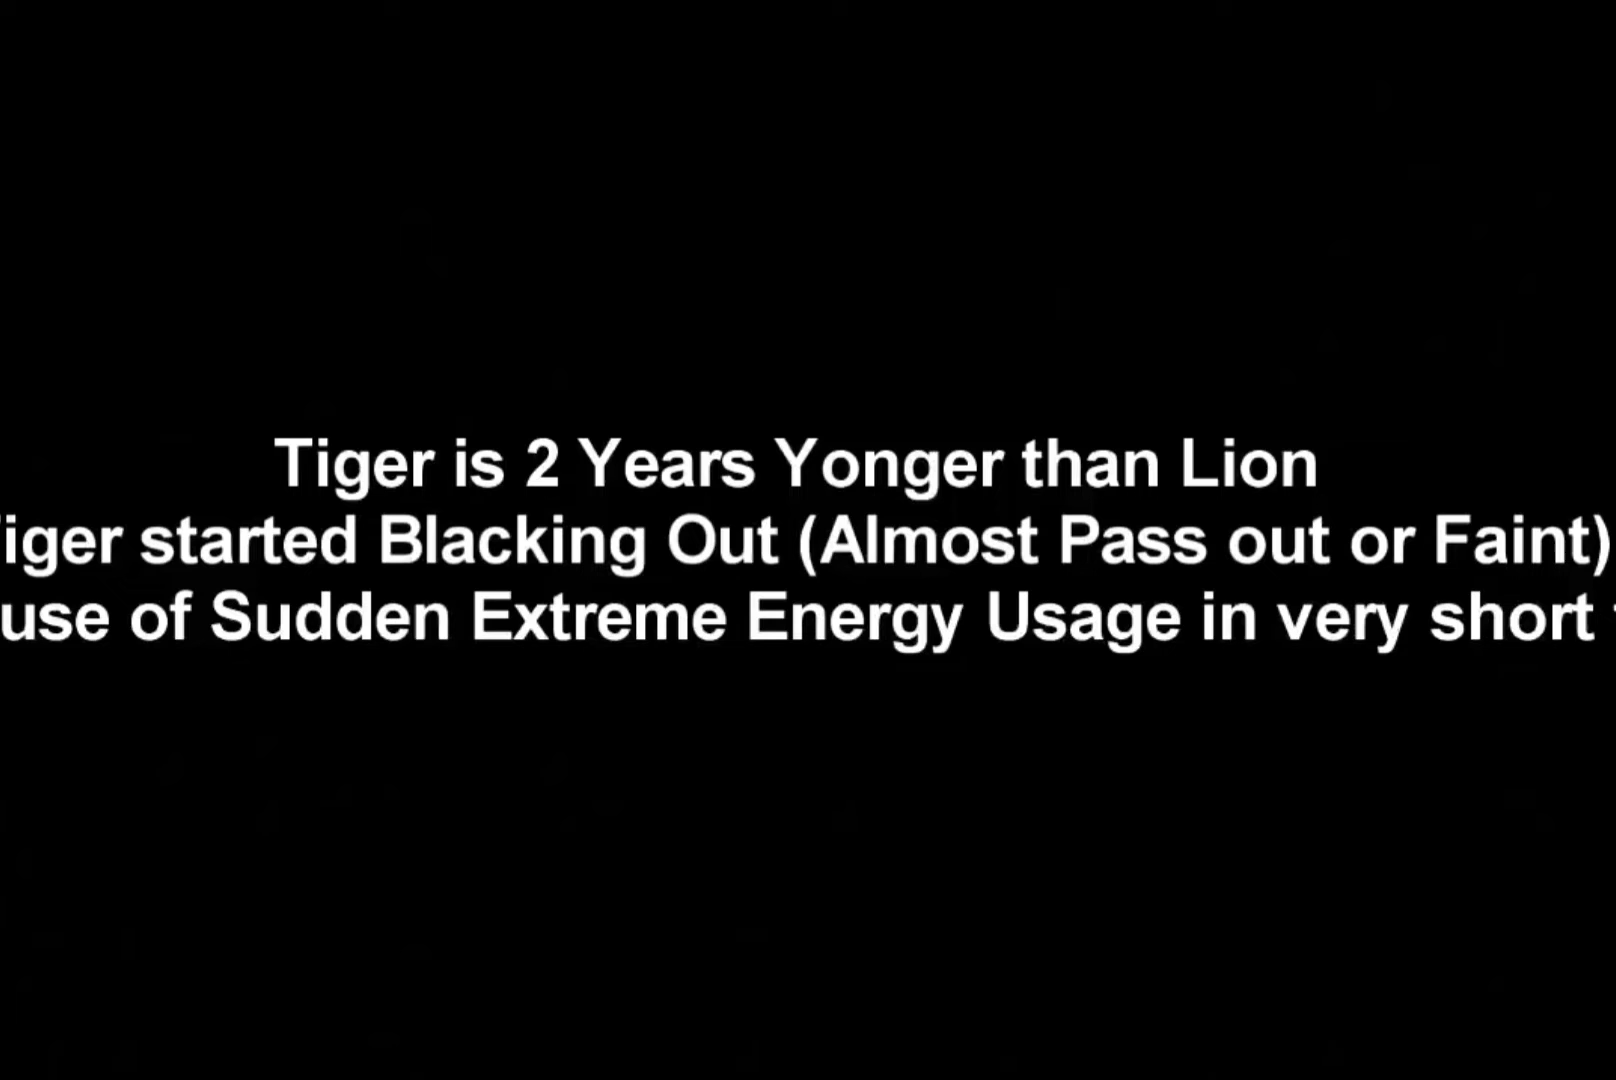 Tiger is 2 Years Yonger than Lion
iger started Blacking Out (Almost Pass out or Faint)
use of Sudden Extreme Energy Usage in very short